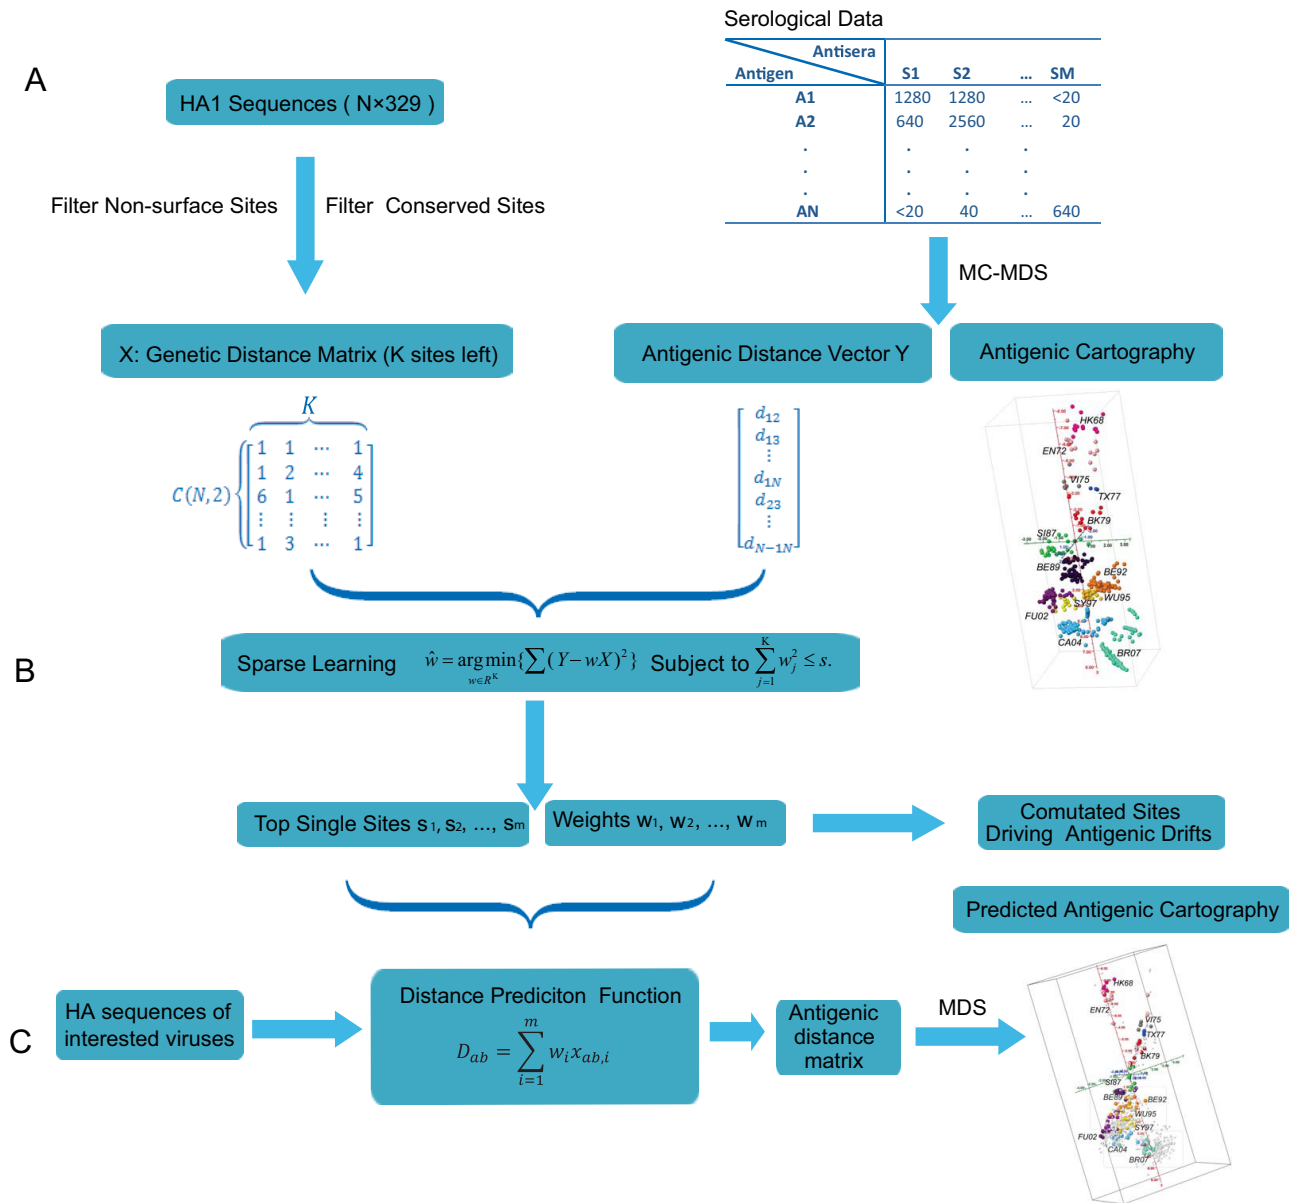 Serological Data
A
Antisera
Antigen S1 S2 ... SM
A1 1280 1280 ... <20
A2 640 2560 ... 20
. . . .
. . . .
. . . .
AN <20 40 ... 640
HA1 Sequences ( N×329 )
Filter Non-surface Sites
Filter Conserved Sites
MC-MDS
X: Genetic Distance Matrix (K sites left)
Antigenic Distance Vector Y
Antigenic Cartography
K
C(N,2)
1 1 ⋯ 1
1 2 ⋯ 4
6 1 ⋯ 5
⋮ ⋮ ⋮ ⋮
1 3 ⋯ 1
d12
d13
⋮
d1N
d23
⋮
dN−1N
HK68
EN72
VI75
TX77
BK79
SI87
BE89
BE92
WU95
SY97
FU02
CA04
BR07
B
Sparse Learning ŵ = arg min{∑(Y−wX)²} Subject to ∑ w_j² ≤ s.
w∈R^K
K
j=1
Top Single Sites s1, s2, ..., sm
Weights w1, w2, ..., wm
Comutated Sites
Driving Antigenic Drifts
Predicted Antigenic Cartography
C
HA sequences of
interested viruses
Distance Prediciton Function
D_ab = ∑ w_i x_ab,i
m
i=1
Antigenic
distance
matrix
MDS
HK68
EN72
VI75
TX77
BK79
SI87
BE89
BE92
WU95
SY97
FU02
CA04
BR07